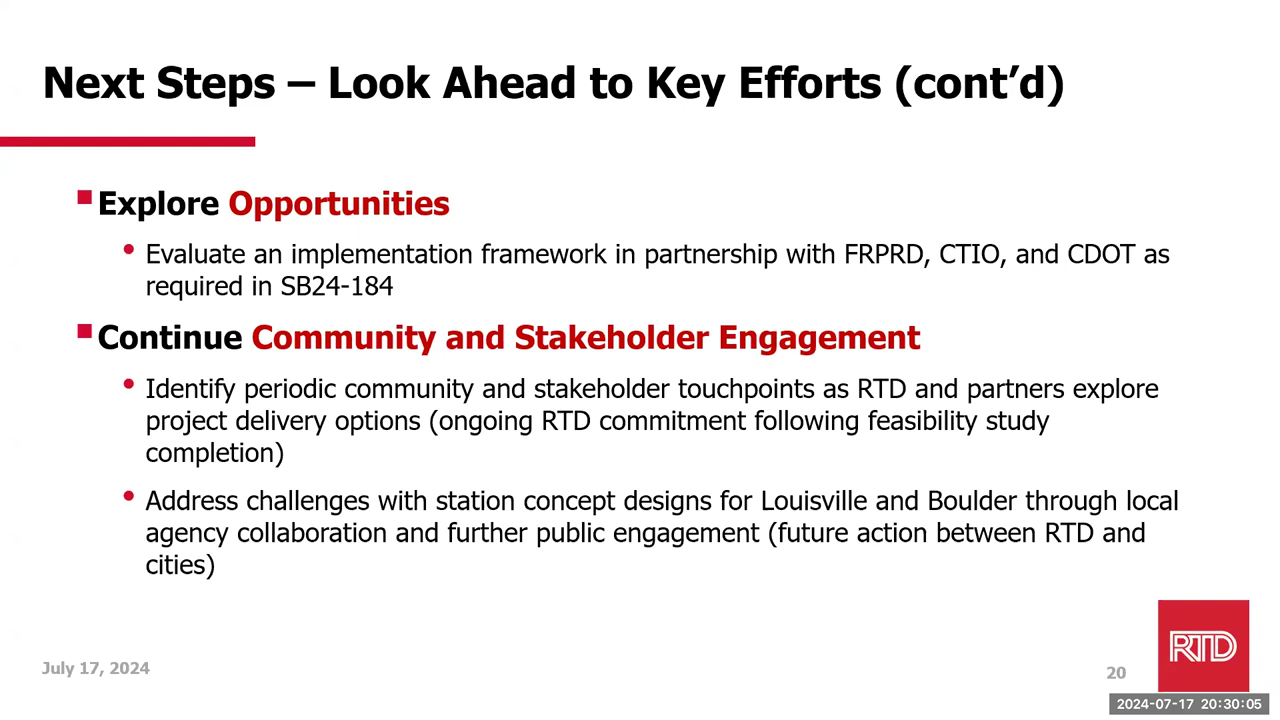 Next Steps – Look Ahead to Key Efforts (cont’d)
Explore Opportunities
Evaluate an implementation framework in partnership with FRPRD, CTIO, and CDOT as
required in SB24-184
Continue Community and Stakeholder Engagement
Identify periodic community and stakeholder touchpoints as RTD and partners explore
project delivery options (ongoing RTD commitment following feasibility study
completion)
Address challenges with station concept designs for Louisville and Boulder through local
agency collaboration and further public engagement (future action between RTD and
cities)
July 17, 2024
20
RTD
2024-07-17 20:30:05